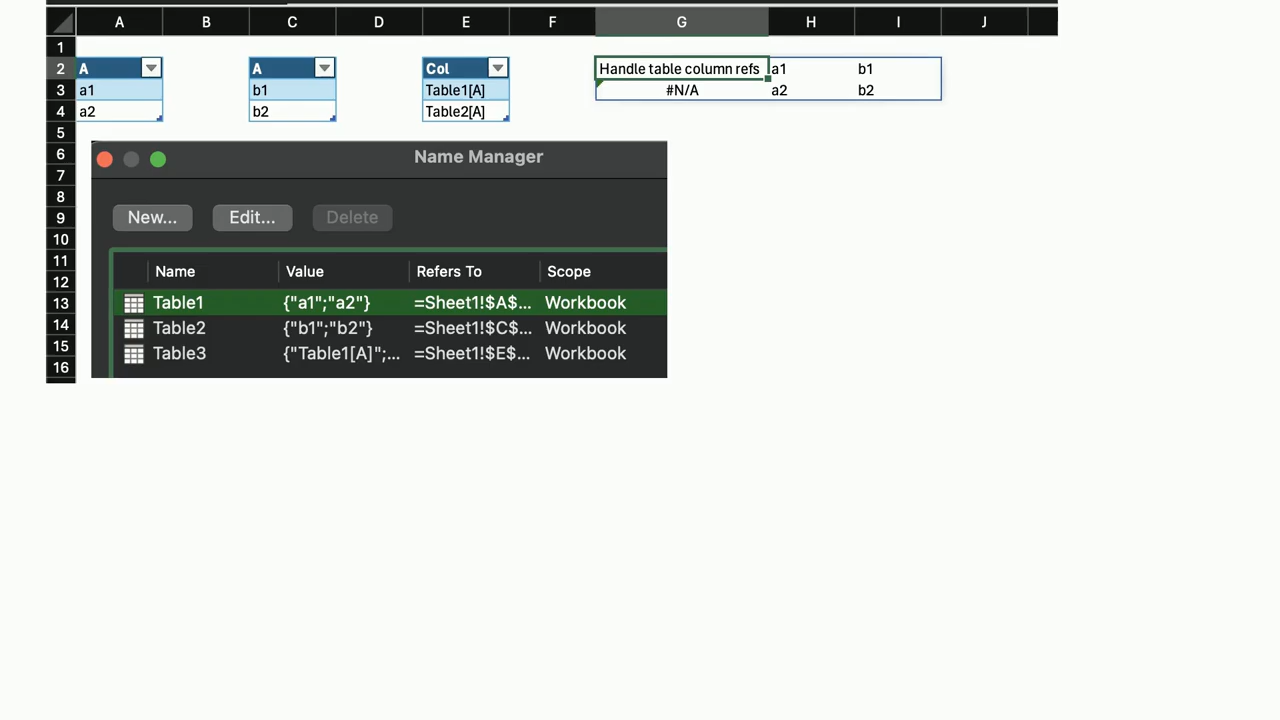 A B C D E F G H I J
1
2 A A Col Handle table column refs a1 b1
3 a1 b1 Table1[A] #N/A a2 b2
4 a2 b2 Table2[A]
5
6 Name Manager
7
8
9 New... Edit... Delete
10
11 Name Value Refers To Scope
12
13 Table1 {"a1";"a2"} =Sheet1!$A$... Workbook
14 Table2 {"b1";"b2"} =Sheet1!$C$... Workbook
15 Table3 {"Table1[A]";... =Sheet1!$E$... Workbook
16